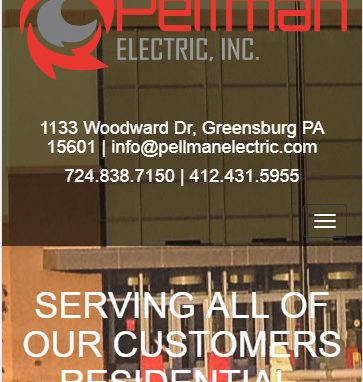 Pellman
ELECTRIC, INC.
1133 Woodward Dr, Greensburg PA
15601 | info@pellmanelectric.com
724.838.7150 | 412.431.5955
SERVING ALL OF
OUR CUSTOMERS
RESIDENTIAL